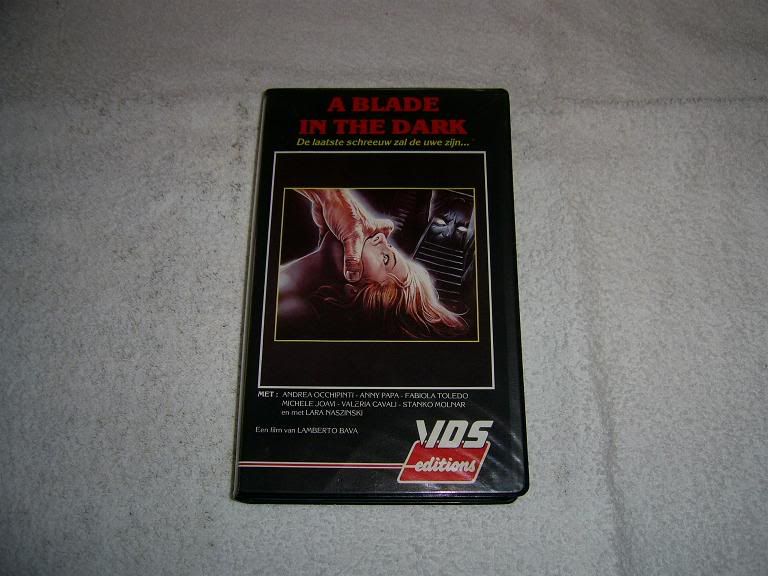 A BLADE
IN THE DARK
De laatste schreeuw zal de uwe zijn...
MET: ANDREA OCCHIPINTI - ANNY PAPA - FABIOLA TOLEDO
MICHELE JOAVI - VALERIA CAVALI - STANKO MOLNAR
en met LARA NASZINSKI
Een film van LAMBERTO BAVA
V.D.S
editions